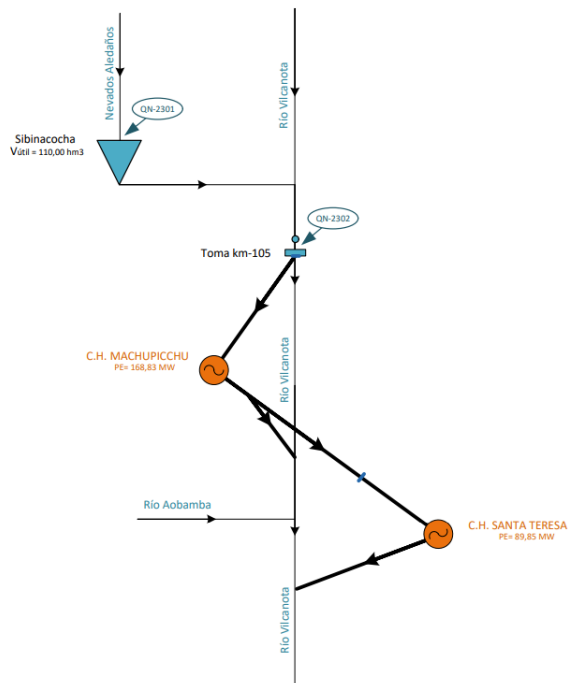 Nevados Aledaños
Río Vilcanota
QN-2301
Sibinacocha
Vútil = 110,00 hm3
QN-2302
Toma km-105
C.H. MACHUPICCHU
PE= 168,83 MW
Río Vilcanota
Río Aobamba
C.H. SANTA TERESA
PE= 89,85 MW
Río Vilcanota